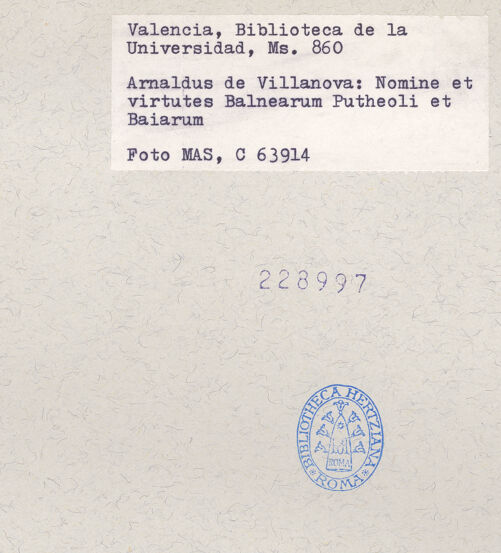 Valencia, Biblioteca de la
Universidad, Ms. 860
Arnaldus de Villanova: Nomine et
virtutes Balnearum Putheoli et
Baiarum
Foto MAS, C 63914
228997
BIBLIOTHECA HERTZIANA
ROMA
ROMA